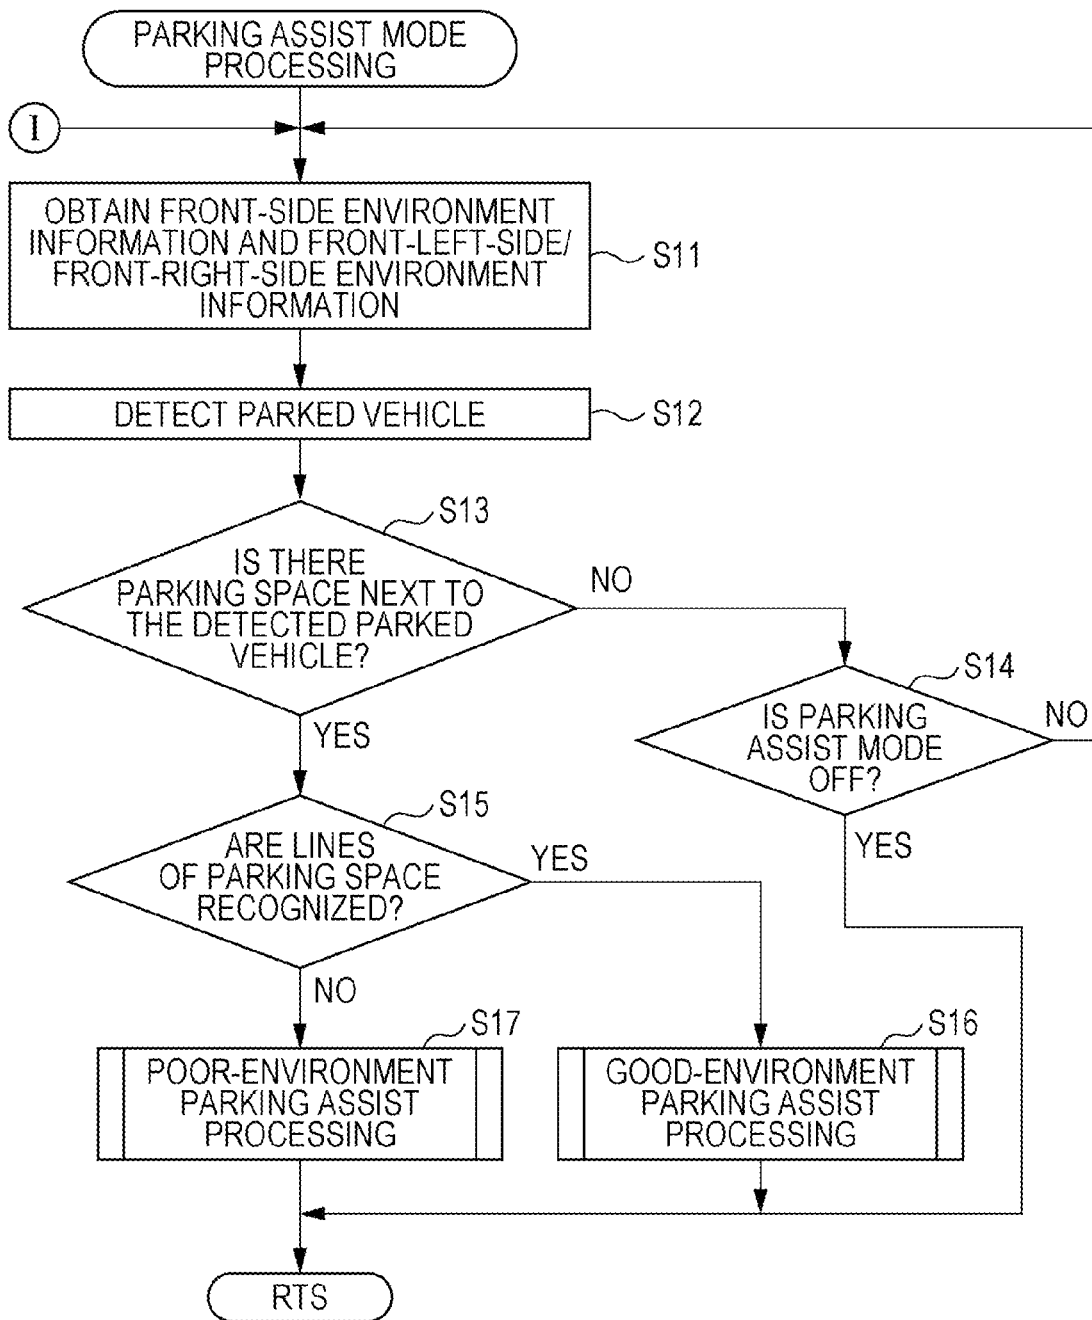 PARKING ASSIST MODE
PROCESSING
I
OBTAIN FRONT-SIDE ENVIRONMENT
INFORMATION AND FRONT-LEFT-SIDE/
FRONT-RIGHT-SIDE ENVIRONMENT
INFORMATION
S11
DETECT PARKED VEHICLE
S12
S13
IS THERE
PARKING SPACE NEXT TO
THE DETECTED PARKED
VEHICLE?
NO
YES
S14
IS PARKING
ASSIST MODE
OFF?
NO
YES
S15
ARE LINES
OF PARKING SPACE
RECOGNIZED?
YES
NO
S17
POOR-ENVIRONMENT
PARKING ASSIST
PROCESSING
S16
GOOD-ENVIRONMENT
PARKING ASSIST
PROCESSING
RTS